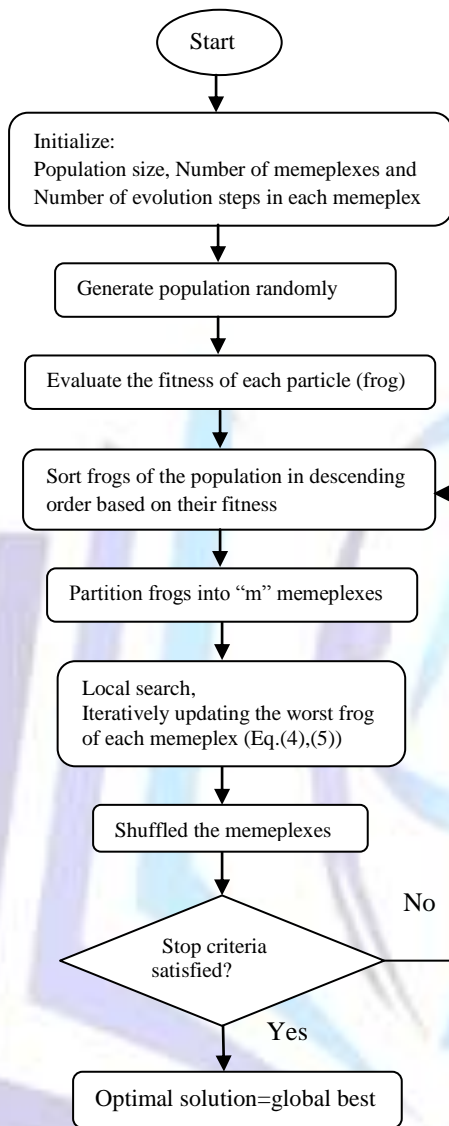 Start
Initialize:
Population size, Number of memeplexes and
Number of evolution steps in each memeplex
Generate population randomly
Evaluate the fitness of each particle (frog)
Sort frogs of the population in descending
order based on their fitness
Partition frogs into “m” memeplexes
Local search,
Iteratively updating the worst frog
of each memeplex (Eq.(4),(5))
Shuffled the memeplexes
No
Stop criteria
satisfied?
Yes
Optimal solution=global best